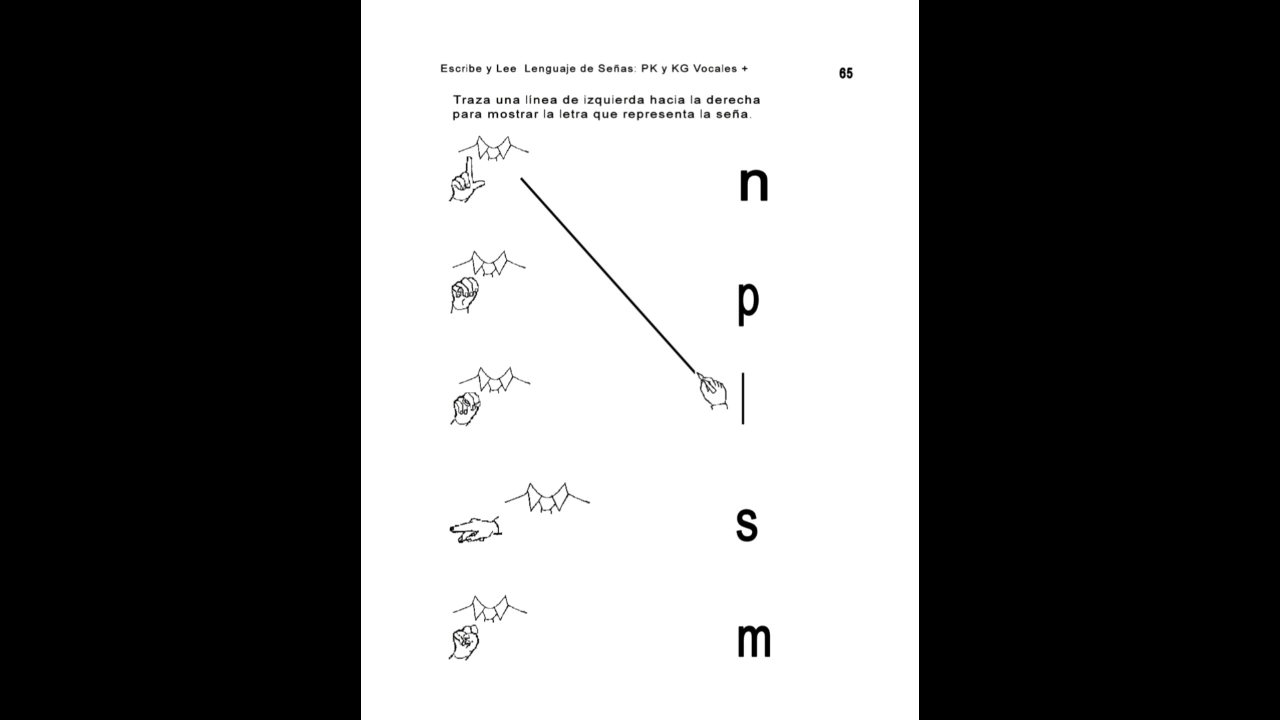 Escribe y Lee Lenguaje de Señas: PK y KG Vocales +
65
Traza una línea de izquierda hacia la derecha
para mostrar la letra que representa la seña.
n
p
l
s
m